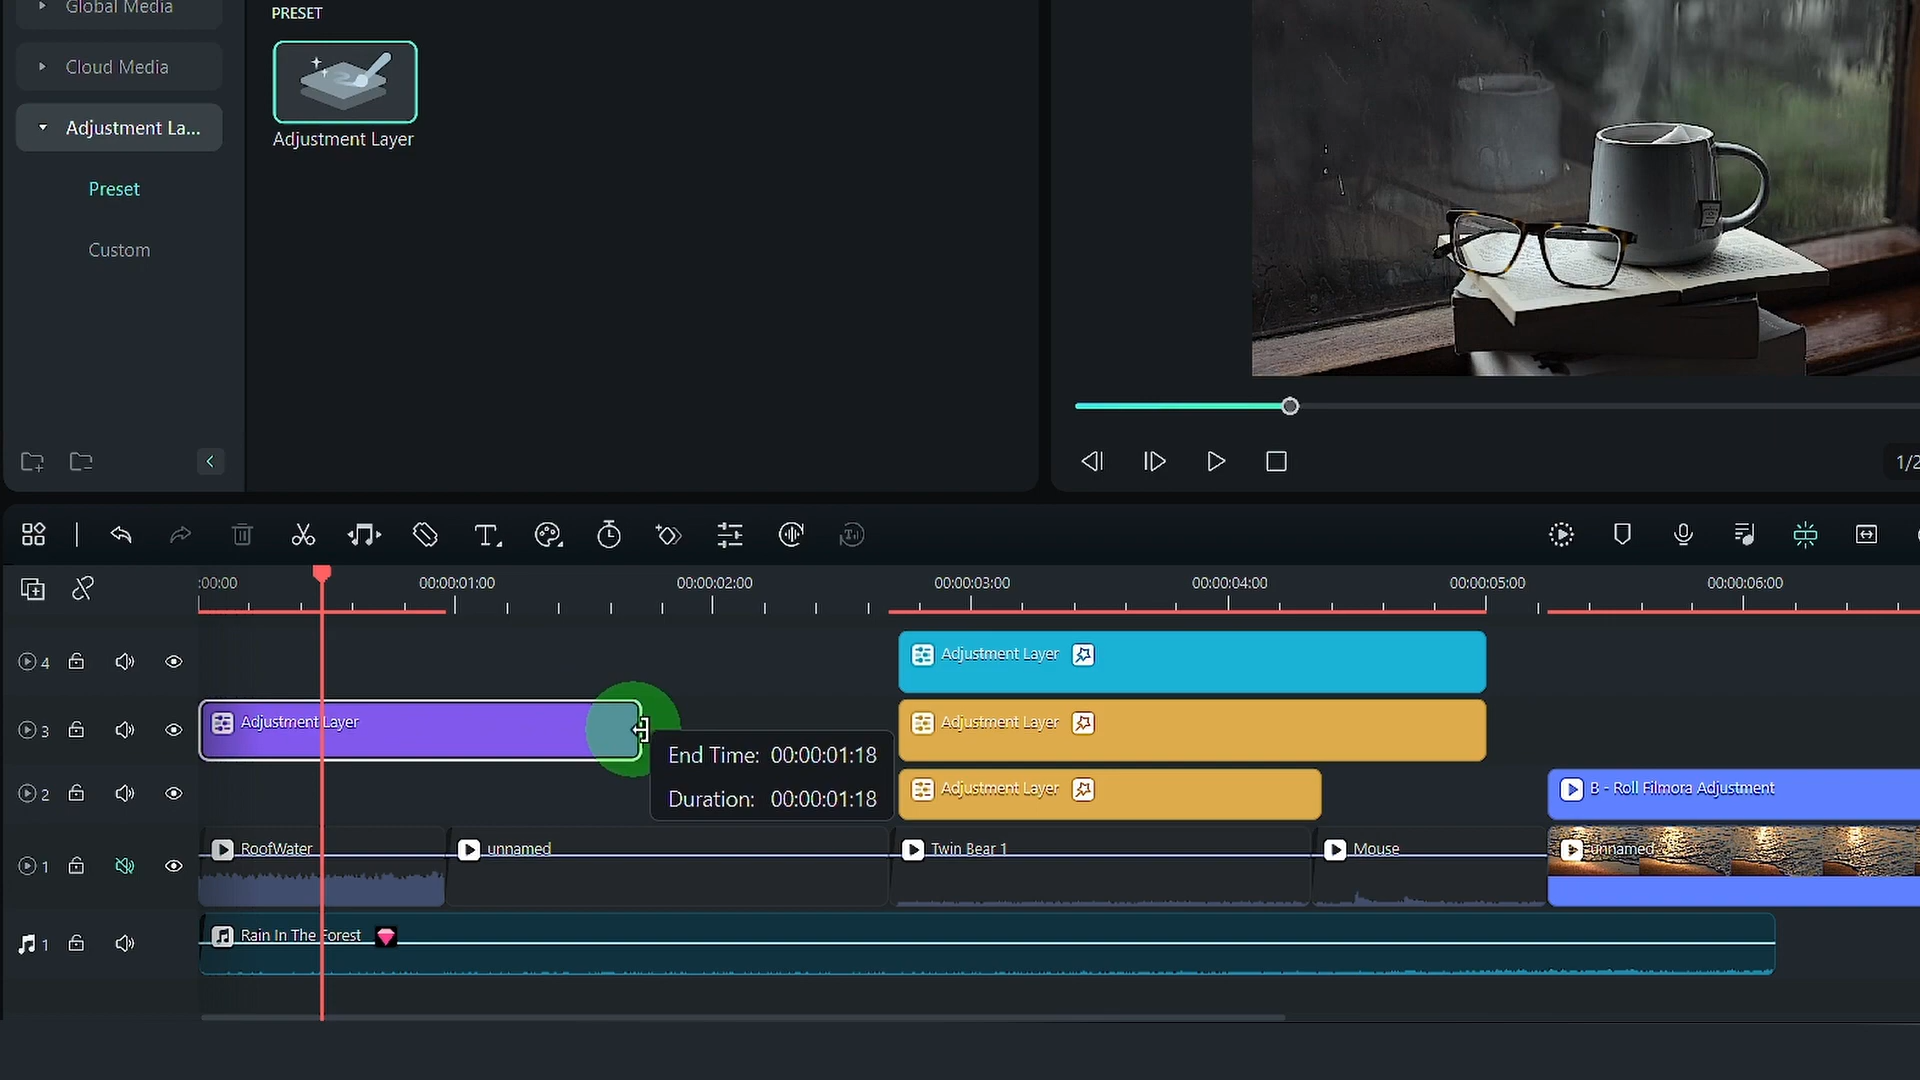 Global Media
Cloud Media
Adjustment La...
Preset
Custom
PRESET
Adjustment Layer
1/2
:00:00
00:00:01:00
00:00:02:00
00:00:03:00
00:00:04:00
00:00:05:00
00:00:06:00
4
Adjustment Layer
3
Adjustment Layer
Adjustment Layer
End Time: 00:00:01:18
Duration: 00:00:01:18
2
Adjustment Layer
B - Roll Filmora Adjustment
1
RoofWater
unnamed
Twin Bear 1
Mouse
unnamed
1
Rain In The Forest